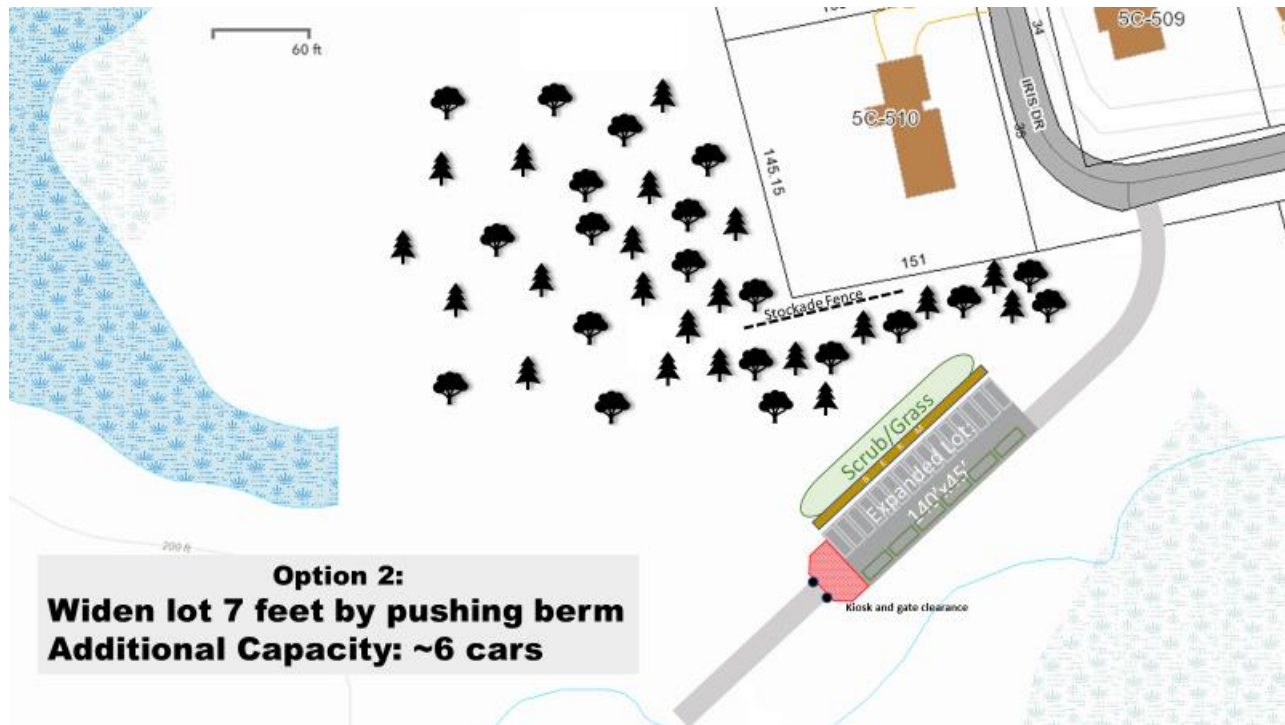 60 ft
5C-509
34
IRIS DR
36
5C-510
145.15
151
Stockade Fence
Scrub/Grass
BERM
Expanded Lot:
140'x45'
Kiosk and gate clearance
200 ft
Option 2:
Widen lot 7 feet by pushing berm
Additional Capacity: ~6 cars